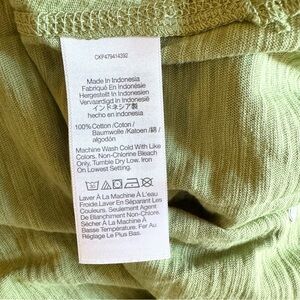 CKF479414392
Made In Indonesia
Fabriqué En Indonésie
Hergestellt In Indonesien
Vervaardigd In Indonesië
インドネシア製
hecho en indonesia
100% Cotton /Coton /
Baumwolle /Katoen / 綿 /
algodón
Machine Wash Cold With Like
Colors. Non-Chlorine Bleach
Only, Tumble Dry Low. Iron
On Lowest Setting.
Laver À La Machine À L'eau
Froide.Laver En Séparant Les
Couleurs. Seulement Agent
De Blanchiment Non-Chlore.
Sécher À La Machine À
Basse Température. Fer Au
Réglage Le Plus Bas.